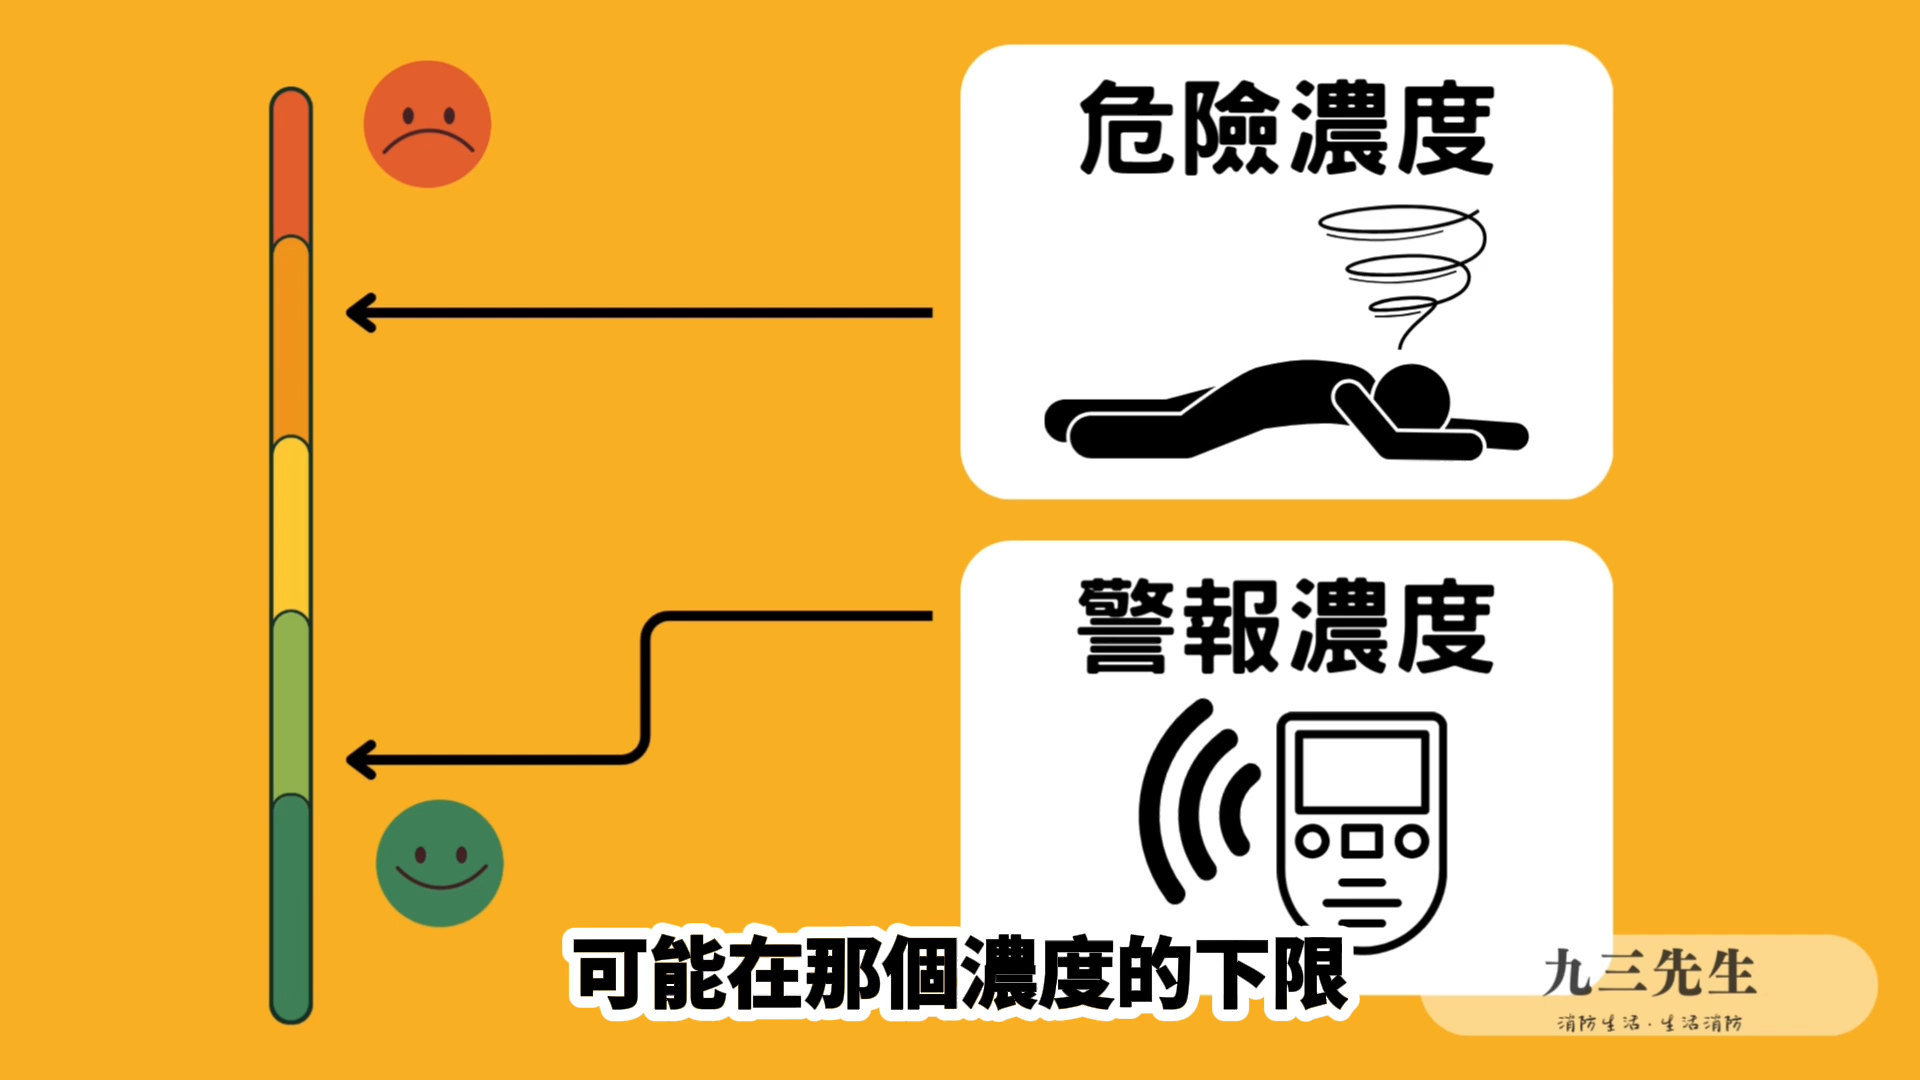 危險濃度
警報濃度
可能在那個濃度的下限
九三先生
消防生活·生活消防